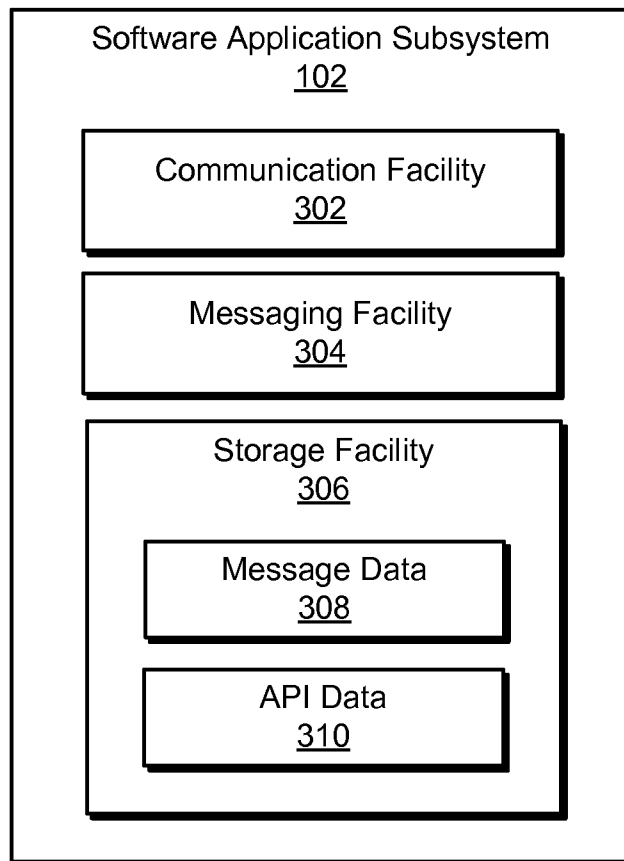 Software Application Subsystem
102
Communication Facility
302
Messaging Facility
304
Storage Facility
306
Message Data
308
API Data
310